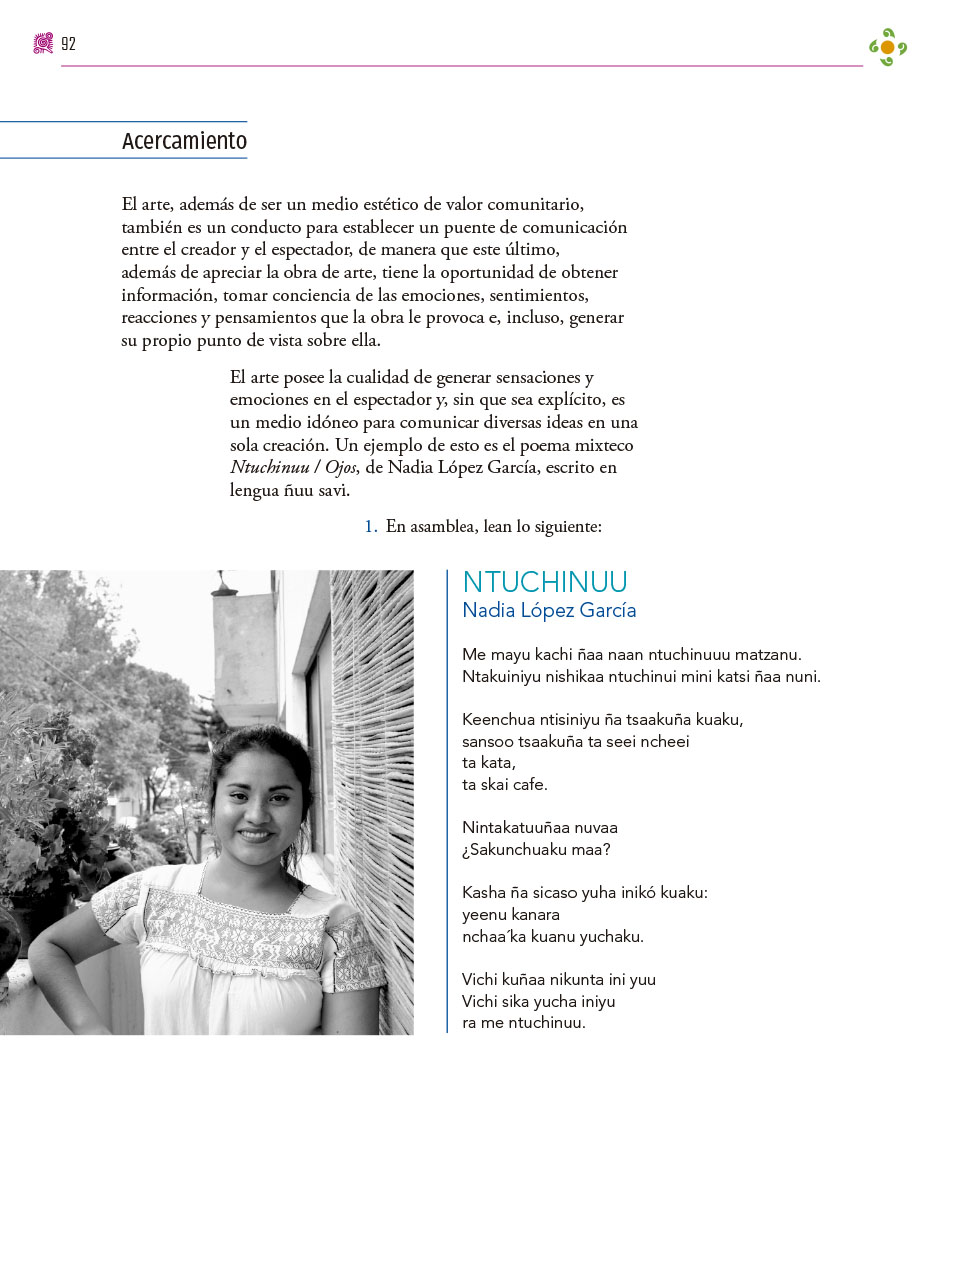 92
Acercamiento
El arte, además de ser un medio estético de valor comunitario,
también es un conducto para establecer un puente de comunicación
entre el creador y el espectador, de manera que este último,
además de apreciar la obra de arte, tiene la oportunidad de obtener
información, tomar conciencia de las emociones, sentimientos,
reacciones y pensamientos que la obra le provoca e, incluso, generar
su propio punto de vista sobre ella.
El arte posee la cualidad de generar sensaciones y
emociones en el espectador y, sin que sea explícito, es
un medio idóneo para comunicar diversas ideas en una
sola creación. Un ejemplo de esto es el poema mixteco
Ntuchinuu / Ojos, de Nadia López García, escrito en
lengua ñuu savi.
1. En asamblea, lean lo siguiente:
NTUCHINUU
Nadia López García
Me mayu kachi ñaa naan ntuchinuuu matzanu.
Ntakuiniyu nishikaa ntuchinui mini katsi ñaa nuni.
Keenchua ntisiniyu ña tsaakuña kuaku,
sansoo tsaakuña ta seei ncheei
ta kata,
ta skai cafe.
Nintakatuuñaa nuvaa
¿Sakunchuaku maa?
Kasha ña sicaso yuha inikó kuaku:
yeenu kanara
nchaa´ka kuanu yuchaku.
Vichi kuñaa nikunta ini yuu
Vichi sika yucha iniyu
ra me ntuchinuu.